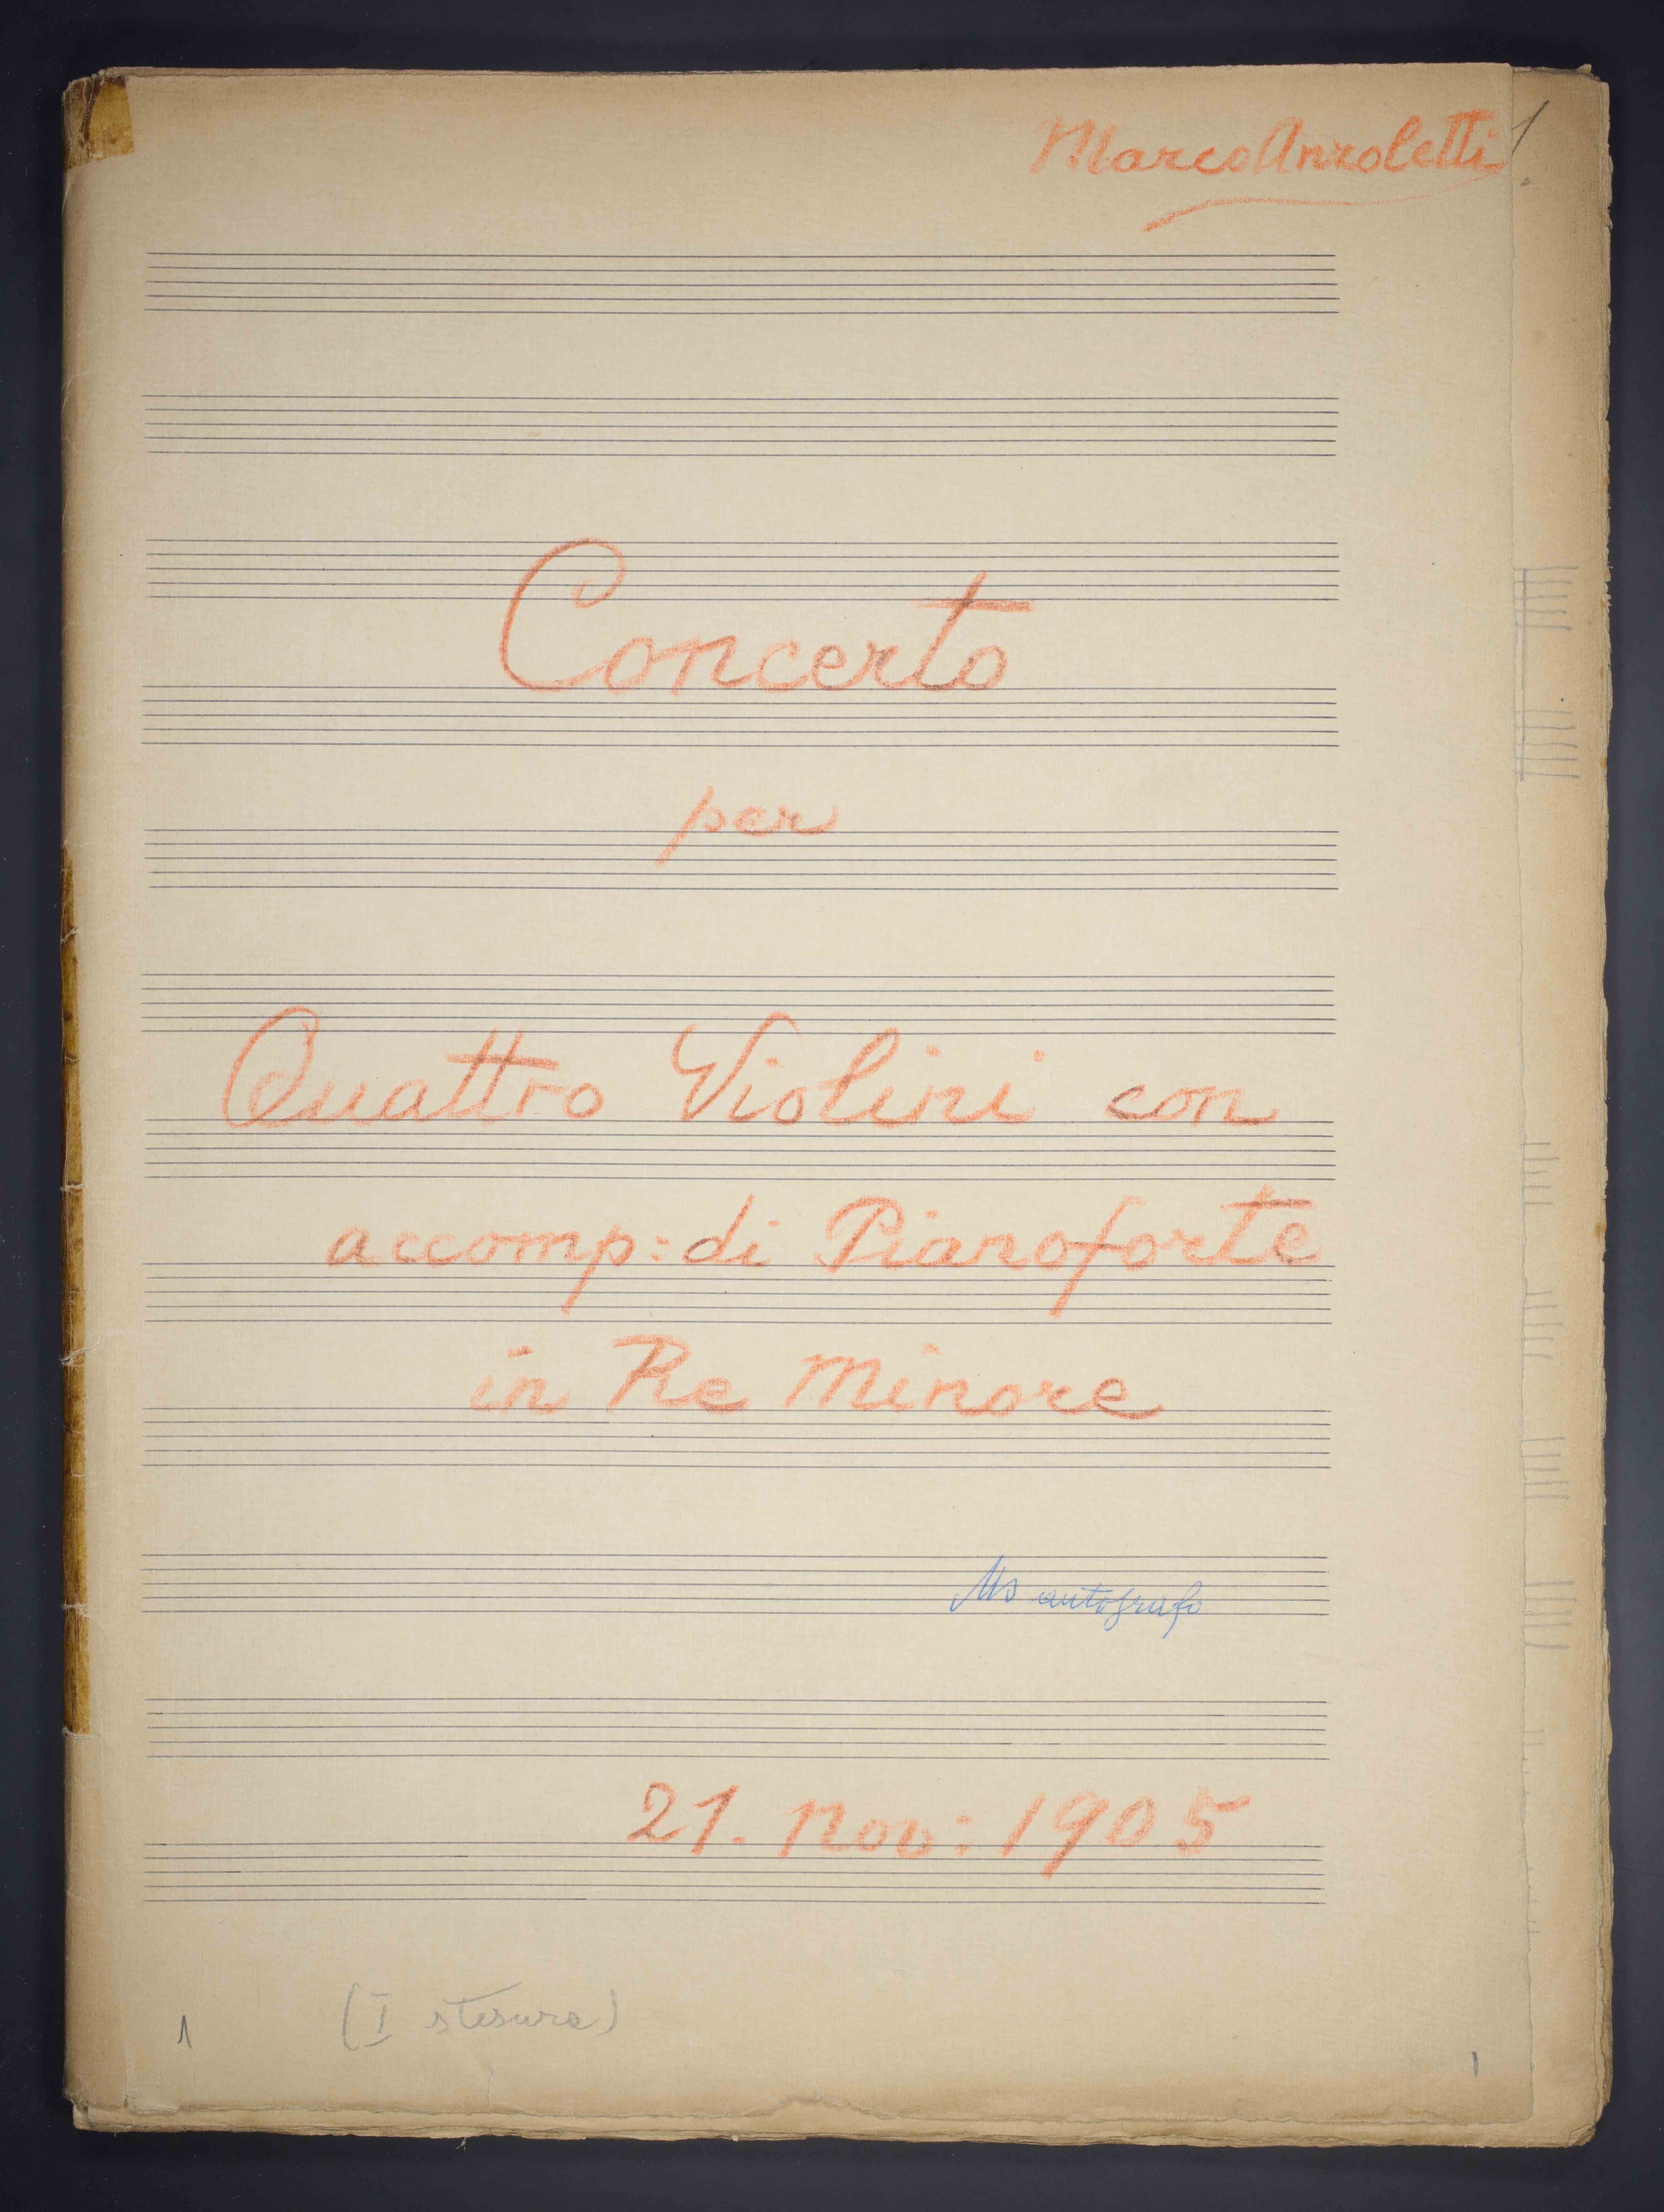 Marco Anzoletti
1
Concerto
per
Quattro Violini con
accomp: di Pianoforte
in Re Minore
Ms autografo
21. Nov: 1905
(I stesura)
1
1